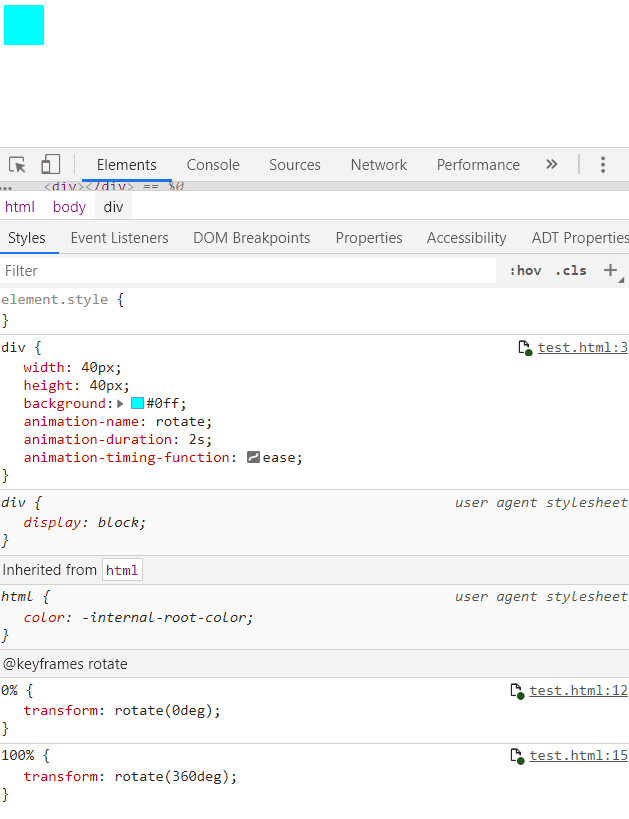 Elements Console Sources Network Performance »
<div></div> == $0
html body div
Styles Event Listeners DOM Breakpoints Properties Accessibility ADT Properties
Filter :hov .cls +
element.style {
}
div { test.html:3
width: 40px;
height: 40px;
background: #0ff;
animation-name: rotate;
animation-duration: 2s;
animation-timing-function: ease;
}
div { user agent stylesheet
display: block;
}
Inherited from html
html { user agent stylesheet
color: -internal-root-color;
}
@keyframes rotate
0% { test.html:12
transform: rotate(0deg);
}
100% { test.html:15
transform: rotate(360deg);
}